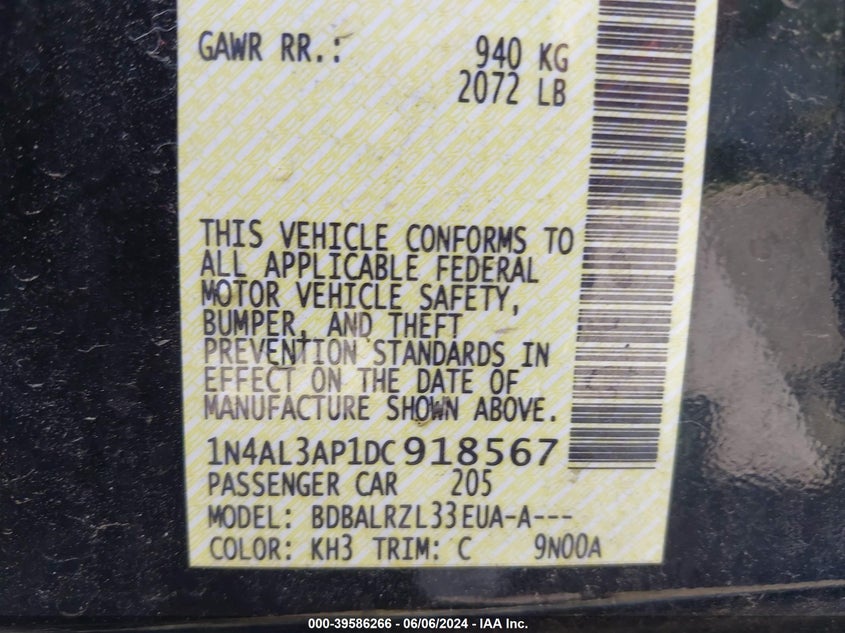 GAWR RR.: 940 KG
2072 LB
THIS VEHICLE CONFORMS TO
ALL APPLICABLE FEDERAL
MOTOR VEHICLE SAFETY,
BUMPER, AND THEFT
PREVENTION STANDARDS IN
EFFECT ON THE DATE OF
MANUFACTURE SHOWN ABOVE.
1N4AL3AP1DC918567
PASSENGER CAR 205
MODEL: BDBALRZL33EUA-A---
COLOR: KH3 TRIM: C 9N00A
000-39586266 - 06/06/2024 - IAA Inc.